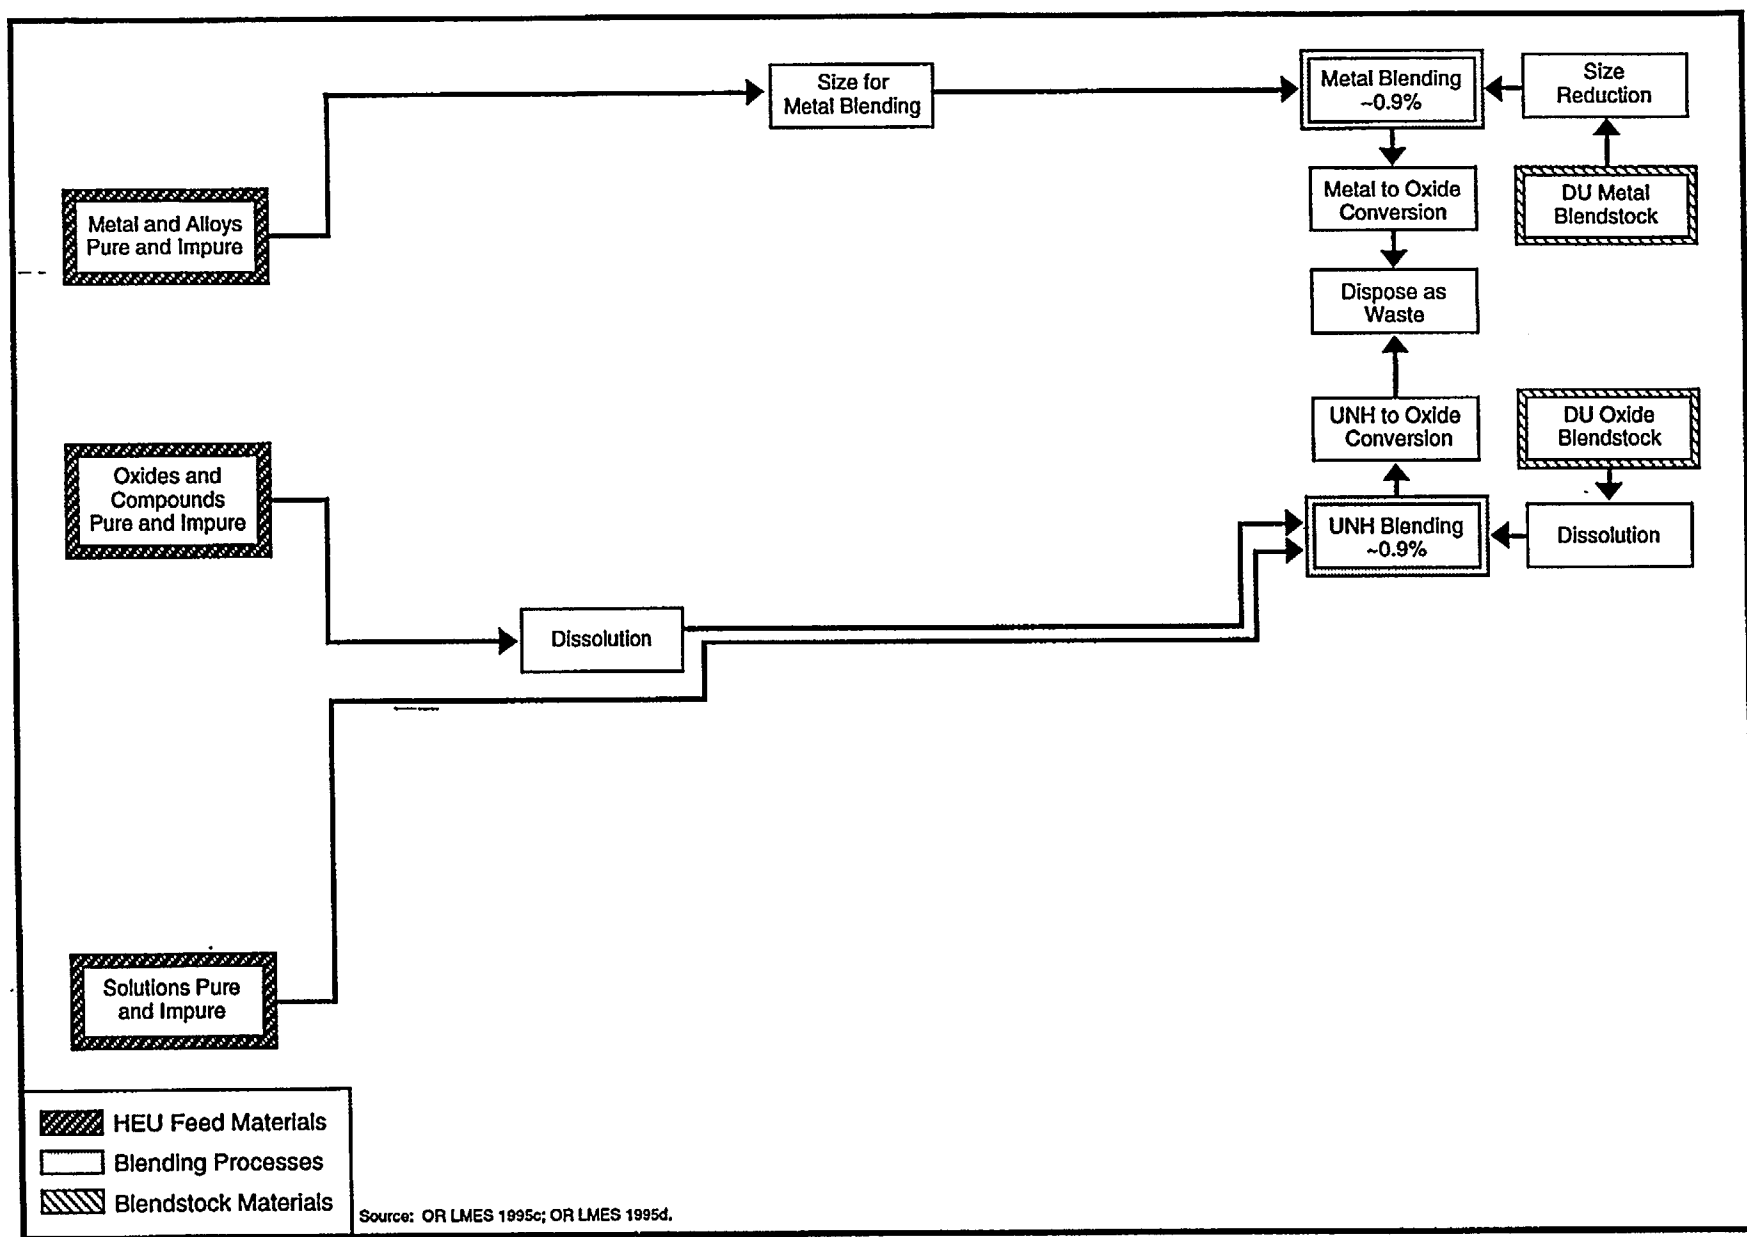 Size for
Metal Blending
Metal Blending
~0.9%
Size
Reduction
Metal and Alloys
Pure and Impure
Metal to Oxide
Conversion
DU Metal
Blendstock
Dispose as
Waste
UNH to Oxide
Conversion
DU Oxide
Blendstock
Oxides and
Compounds
Pure and Impure
UNH Blending
~0.9%
Dissolution
Dissolution
Solutions Pure
and Impure
HEU Feed Materials
Blending Processes
Blendstock Materials
Source: OR LMES 1995c; OR LMES 1995d.